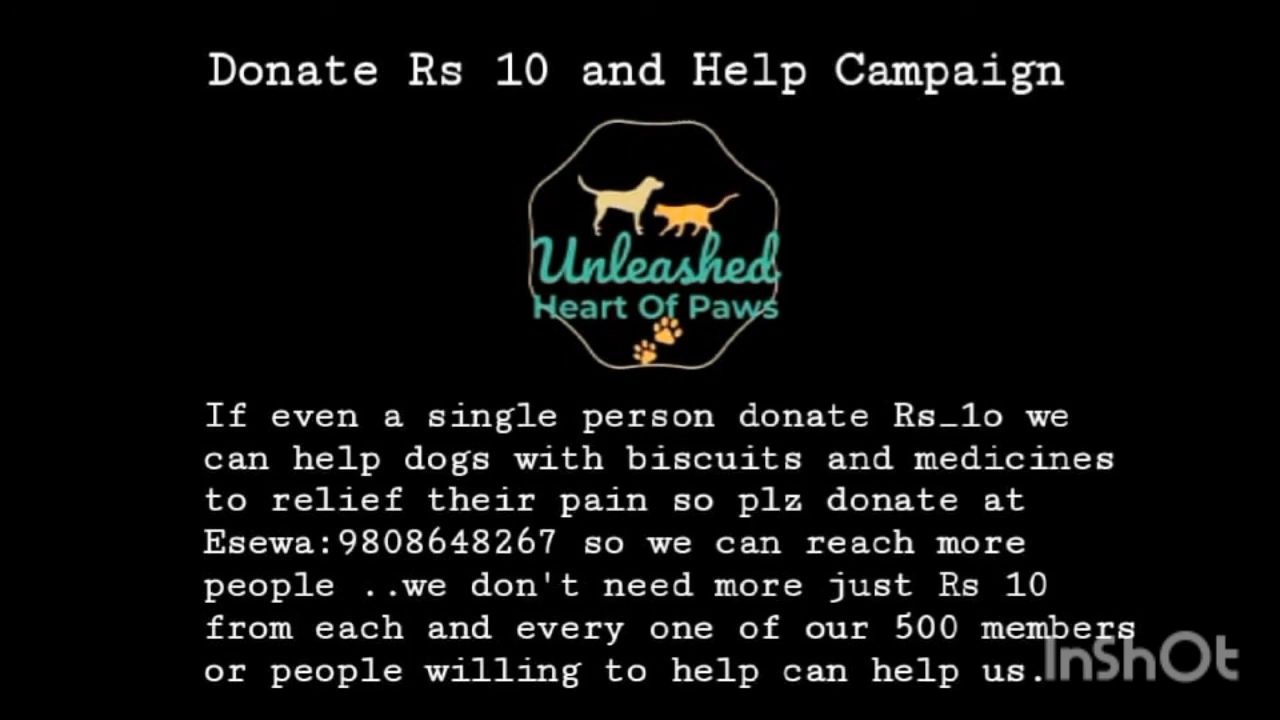 Donate Rs 10 and Help Campaign
Unleashed
Heart Of Paws
If even a single person donate Rs_1o we
can help dogs with biscuits and medicines
to relief their pain so plz donate at
Esewa:9808648267 so we can reach more
people ..we don't need more just Rs 10
from each and every one of our 500 members
or people willing to help can help us.
InShOt